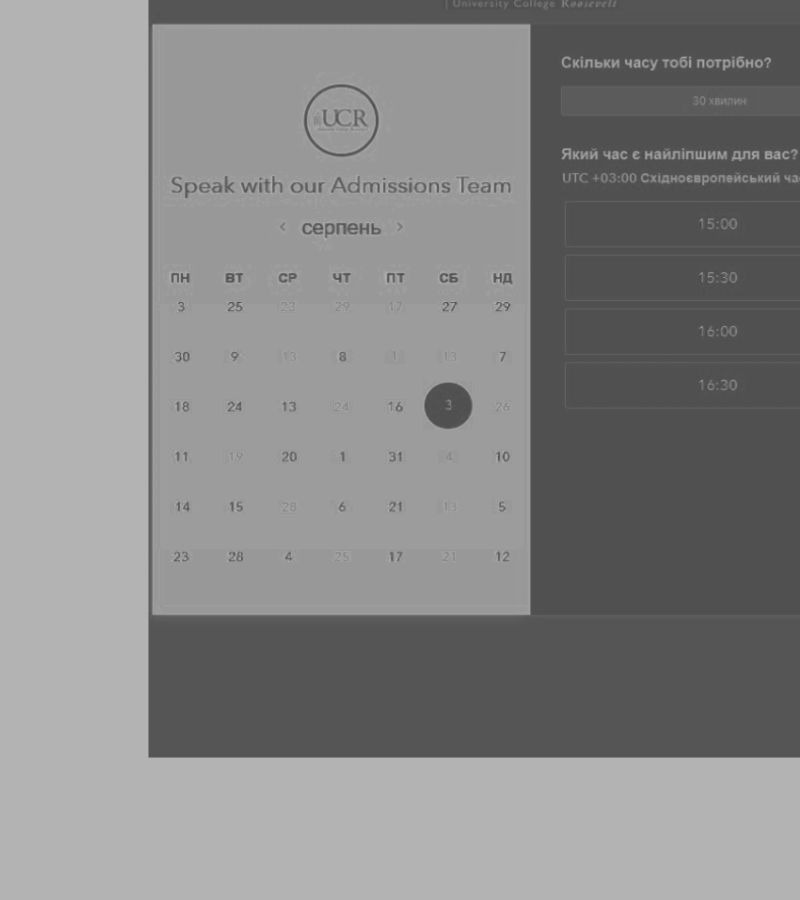 | University College Roosevelt
UCR
Speak with our Admissions Team
‹ серпень ›
ПН ВТ СР ЧТ ПТ СБ НД
3 25 23 29 17 27 29
30 9 13 8 1 13 7
18 24 13 24 16 3 26
11 19 20 1 31 4 10
14 15 28 6 21 13 5
23 28 4 25 17 21 12
Скільки часу тобі потрібно?
30 хвилин
Який час є найліпшим для вас?
UTC +03:00 Східноєвропейський ча
15:00
15:30
16:00
16:30